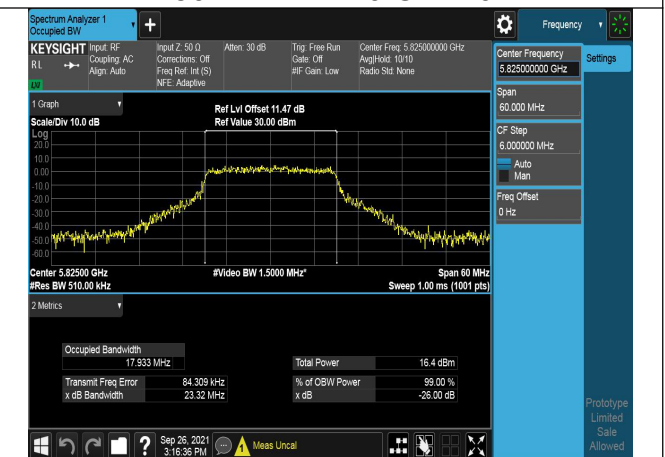 Spectrum Analyzer 1
Occupied BW
+
Frequency
KEYSIGHT
RL
Input: RF
Coupling: AC
Align: Auto
Input Z: 50 Ω
Corrections: Off
Freq Ref: Int (S)
NFE: Adaptive
Atten: 30 dB
Trig: Free Run
Gate: Off
#IF Gain: Low
Center Freq: 5.825000000 GHz
Avg|Hold: 10/10
Radio Std: None
Center Frequency
5.825000000 GHz
Settings
Span
60.000 MHz
CF Step
6.000000 MHz
Auto
Man
Freq Offset
0 Hz
1 Graph
Scale/Div 10.0 dB
Ref Lvl Offset 11.47 dB
Ref Value 30.00 dBm
Log
20.0
10.0
0.00
-10.0
-20.0
-30.0
-40.0
-50.0
-60.0
Center 5.82500 GHz
#Video BW 1.5000 MHz*
Span 60 MHz
#Res BW 510.00 kHz
Sweep 1.00 ms (1001 pts)
2 Metrics
Occupied Bandwidth
17.933 MHz
Total Power 16.4 dBm
Transmit Freq Error 84.309 kHz
% of OBW Power 99.00 %
x dB Bandwidth 23.32 MHz
x dB -26.00 dB
Prototype
Limited
Sale
Allowed
?
Sep 26, 2021
3:16:36 PM
1
Meas Uncal